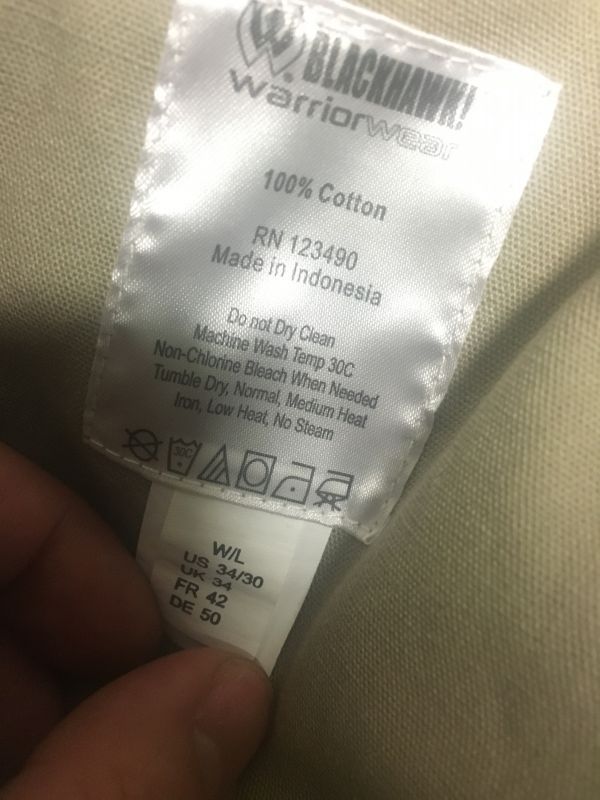 BLACKHAWK!
warriorwear
100% Cotton
RN 123490
Made in Indonesia
Do not Dry Clean
Machine Wash Temp 30C
Non-Chlorine Bleach When Needed
Tumble Dry, Normal, Medium Heat
Iron, Low Heat, No Steam
30C
W/L
US 34/30
UK 34
FR 42
DE 50